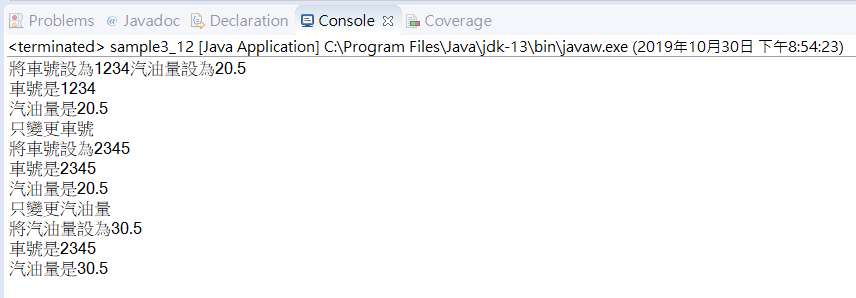 Problems @ Javadoc Declaration Console Coverage
<terminated> sample3_12 [Java Application] C:\Program Files\Java\jdk-13\bin\javaw.exe (2019年10月30日 下午8:54:23)
將車號設為1234汽油量設為20.5
車號是1234
汽油量是20.5
只變更車號
將車號設為2345
車號是2345
汽油量是20.5
只變更汽油量
將汽油量設為30.5
車號是2345
汽油量是30.5